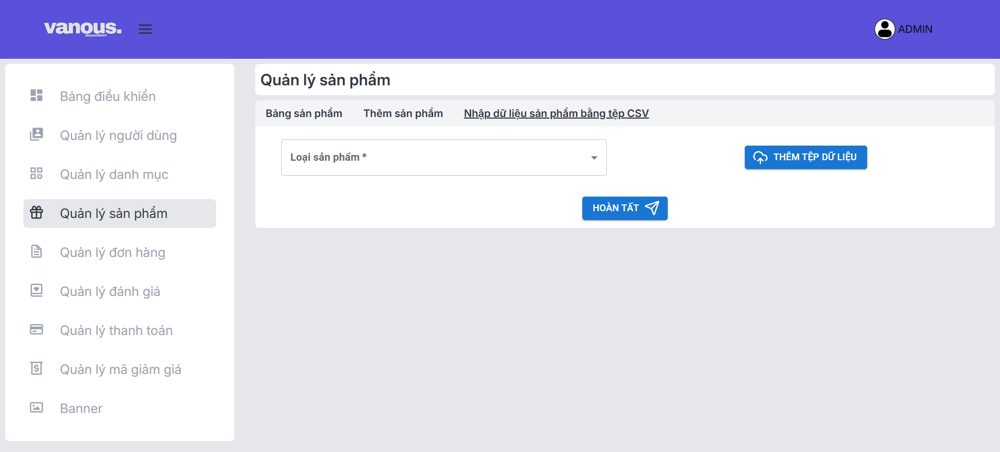 vanous.
MANAGEMENT
ADMIN
Bảng điều khiển
Quản lý người dùng
Quản lý danh mục
Quản lý sản phẩm
Quản lý đơn hàng
Quản lý đánh giá
Quản lý thanh toán
Quản lý mã giảm giá
Banner
Quản lý sản phẩm
Bảng sản phẩm Thêm sản phẩm Nhập dữ liệu sản phẩm bằng tệp CSV
Loại sản phẩm *
THÊM TỆP DỮ LIỆU
HOÀN TẤT